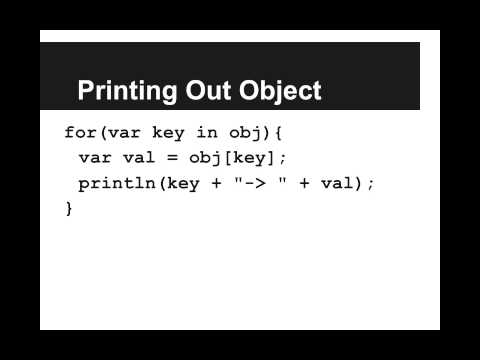 Printing Out Object
for(var key in obj){
var val = obj[key];
println(key + "-> " + val);
}